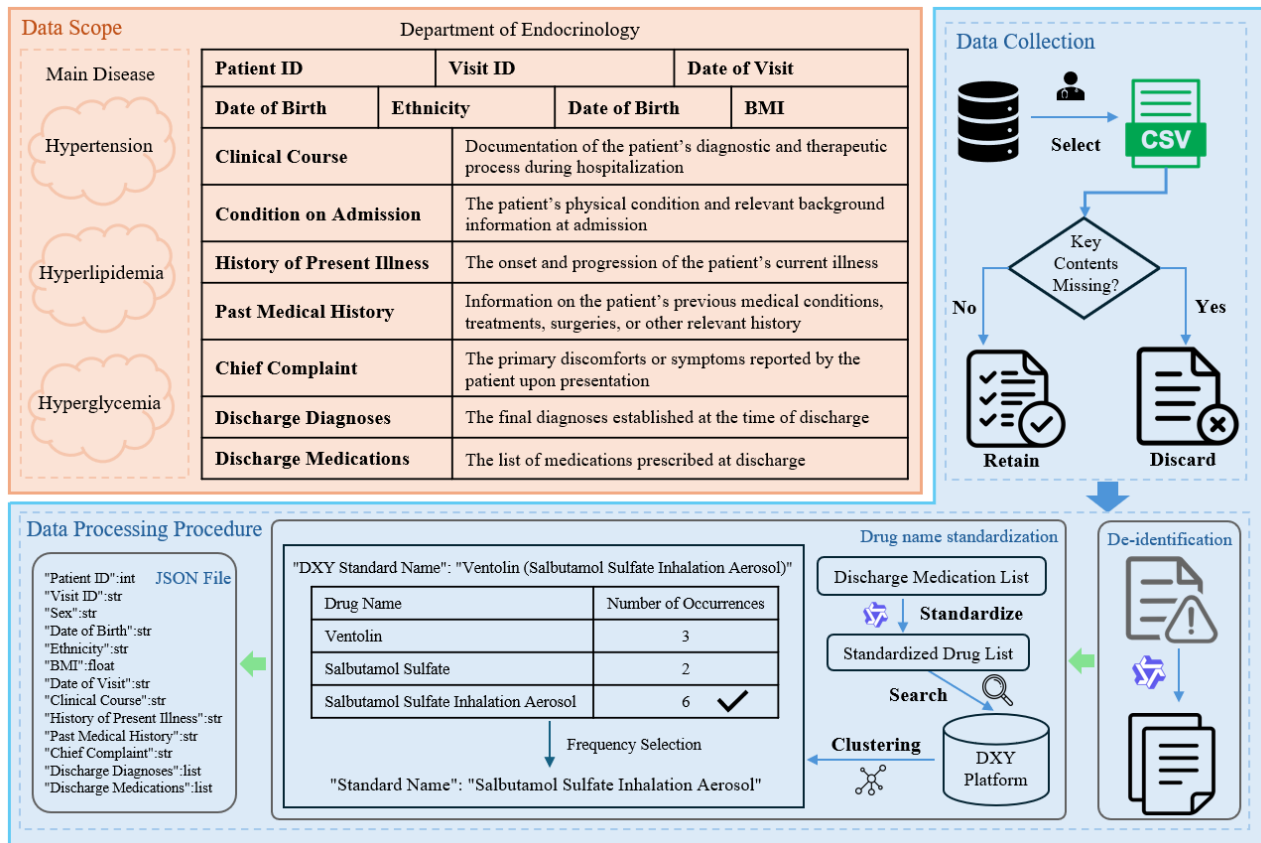 Data Scope
Department of Endocrinology
Main Disease
Hypertension
Hyperlipidemia
Hyperglycemia
Patient ID
Visit ID
Date of Visit
Date of Birth
Ethnicity
Date of Birth
BMI
Clinical Course
Documentation of the patient's diagnostic and therapeutic
process during hospitalization
Condition on Admission
The patient's physical condition and relevant background
information at admission
History of Present Illness
The onset and progression of the patient's current illness
Past Medical History
Information on the patient's previous medical conditions,
treatments, surgeries, or other relevant history
Chief Complaint
The primary discomforts or symptoms reported by the
patient upon presentation
Discharge Diagnoses
The final diagnoses established at the time of discharge
Discharge Medications
The list of medications prescribed at discharge
Data Collection
Select
CSV
Key
Contents
Missing?
No
Yes
Retain
Discard
De-identification
Drug name standardization
Discharge Medication List
Standardize
Standardized Drug List
Search
DXY
Platform
Clustering
"DXY Standard Name": "Ventolin (Salbutamol Sulfate Inhalation Aerosol)"
Drug Name
Number of Occurrences
Ventolin
3
Salbutamol Sulfate
2
Salbutamol Sulfate Inhalation Aerosol
6
Frequency Selection
"Standard Name": "Salbutamol Sulfate Inhalation Aerosol"
Data Processing Procedure
JSON File
"Patient ID":int
"Visit ID":str
"Sex":str
"Date of Birth":str
"Ethnicity":str
"BMI":float
"Date of Visit":str
"Clinical Course":str
"History of Present Illness":str
"Past Medical History":str
"Chief Complaint":str
"Discharge Diagnoses":list
"Discharge Medications":list